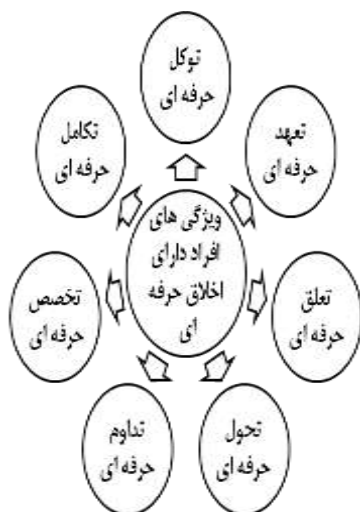 توکل
حرفه ای
تعهد
حرفه ای
تکامل
حرفه ای
ویژگی های
افراد دارای
اخلاق حرفه
ای
تعلق
حرفه ای
تخصص
حرفه ای
تحول
حرفه ای
تداوم
حرفه ای